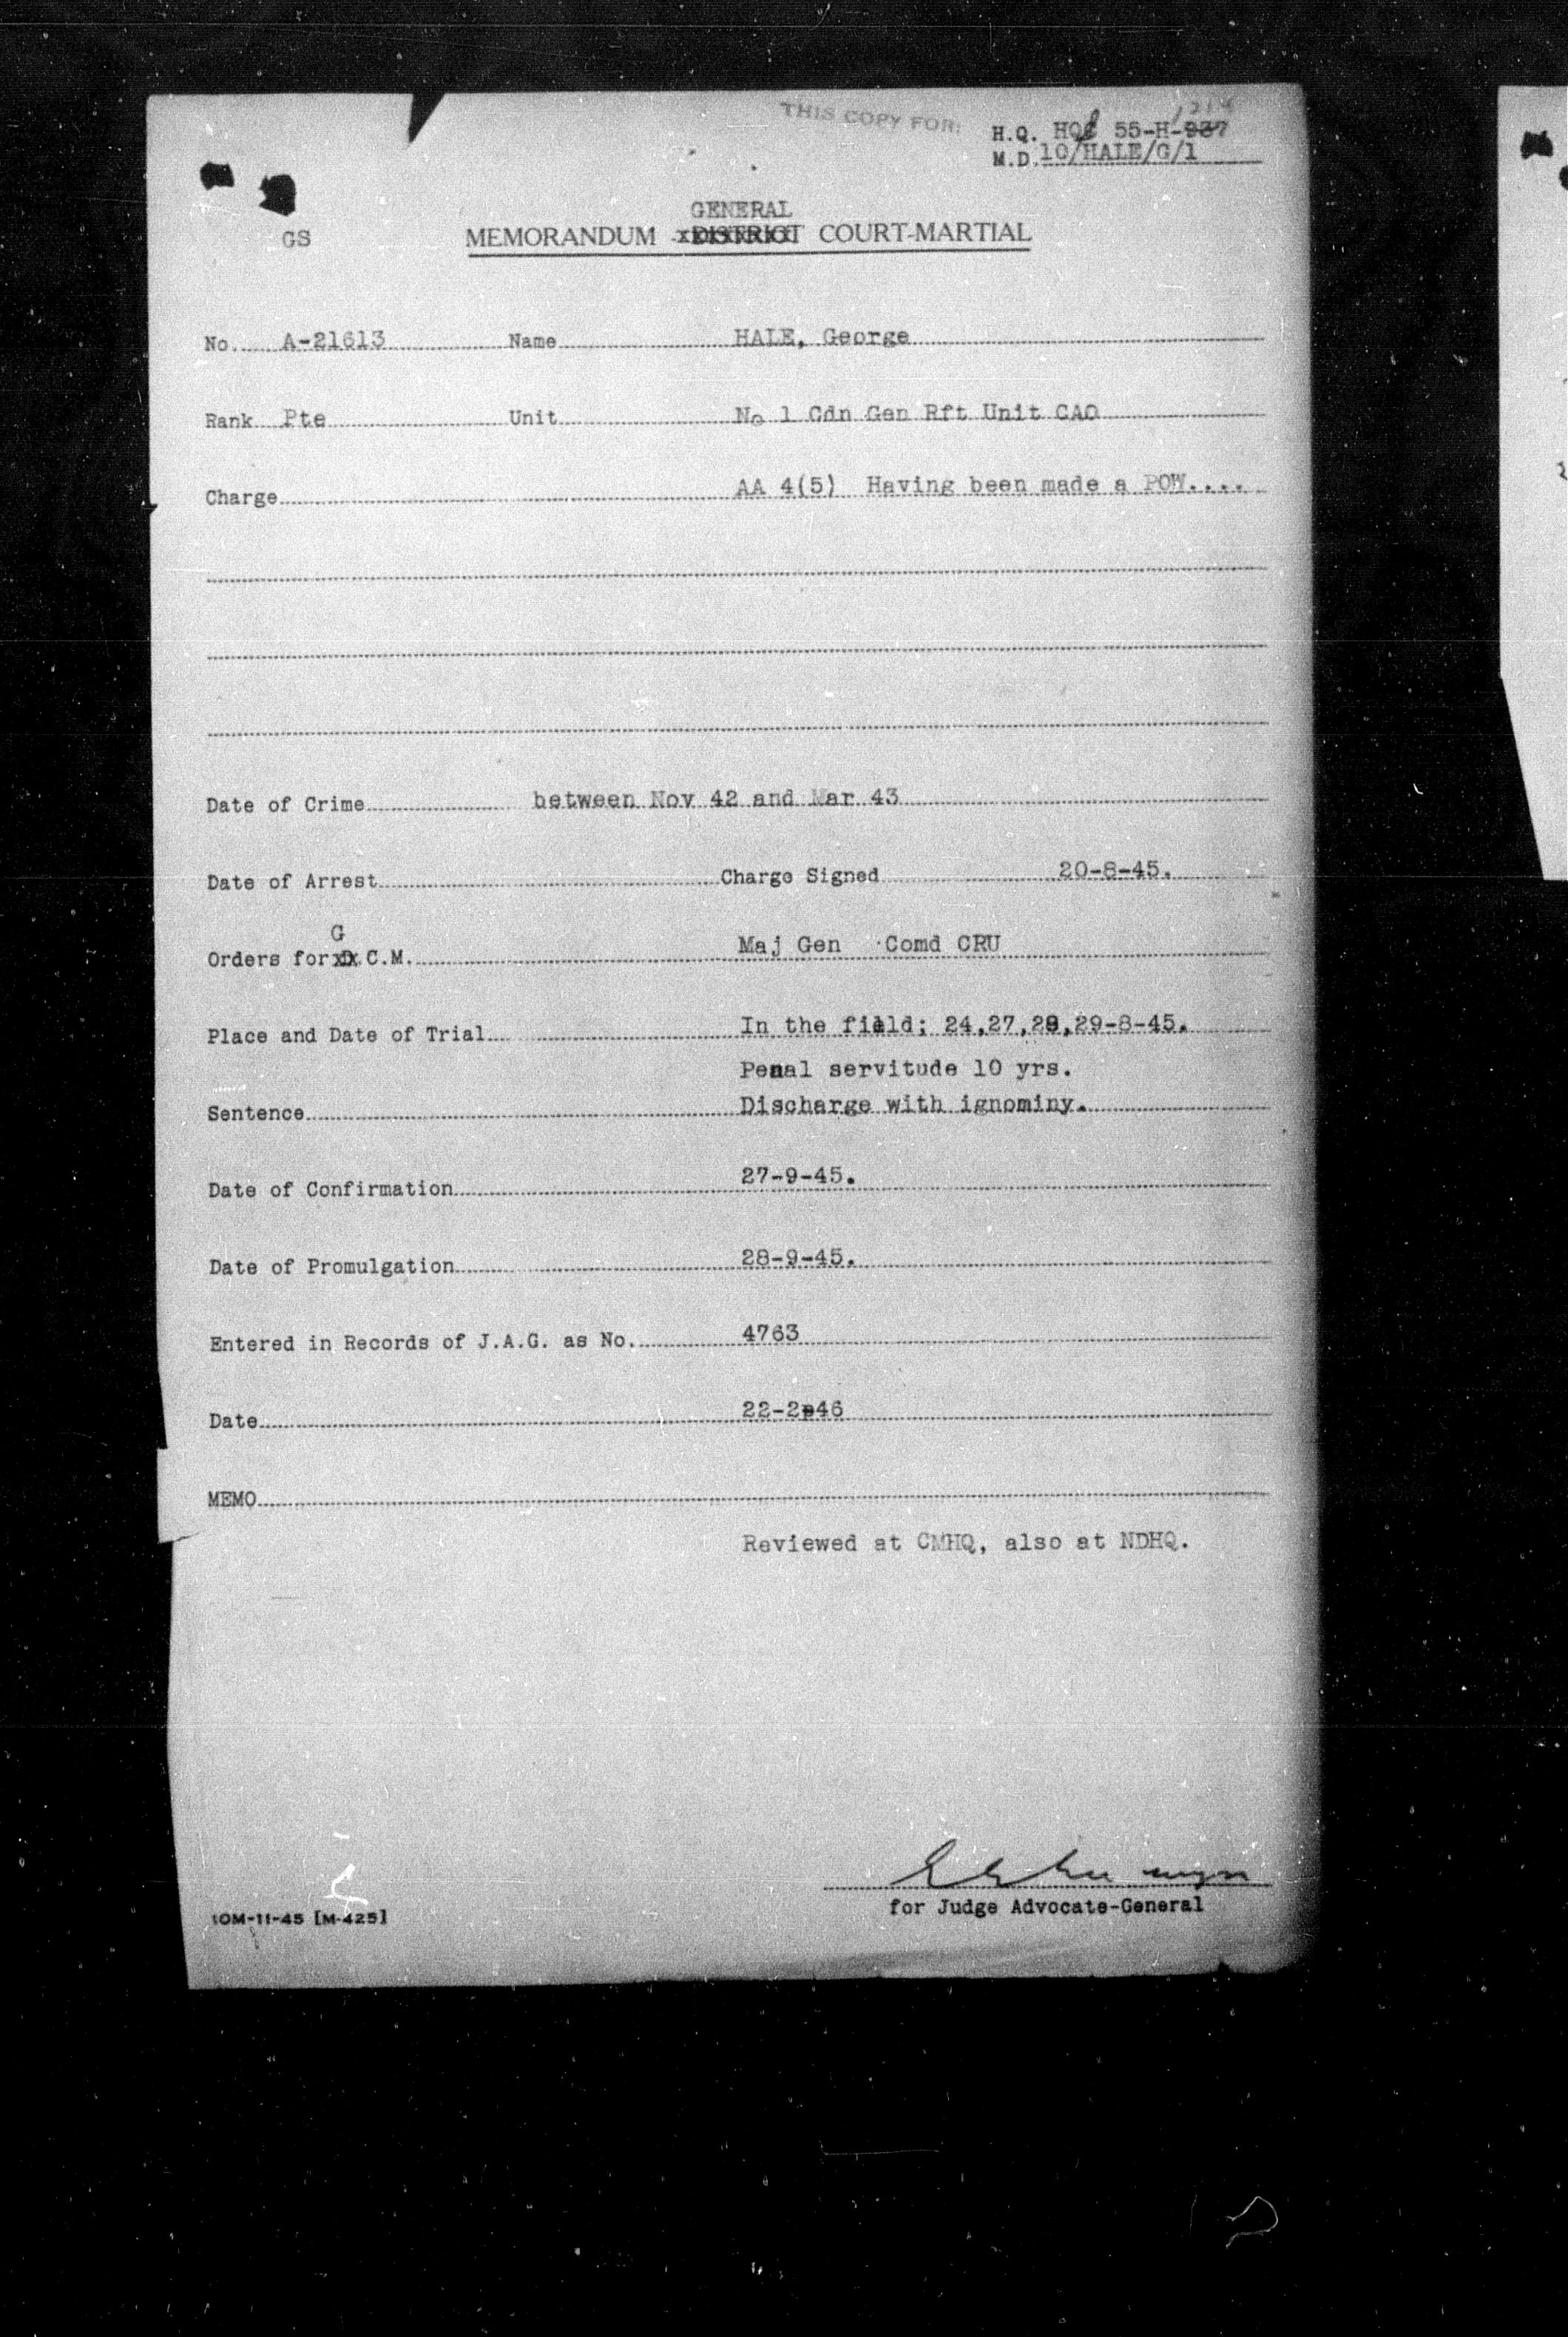 THIS COPY FOR:
1214
H.Q. HQC 55-H-937
M.D. 10/HALE/G/1
GENERAL
GS MEMORANDUM DISTRICT COURT-MARTIAL
No. A-21613 Name HALE, George
Rank Pte Unit No 1 Cdn Gen Rft Unit CAO
Charge AA 4(5) Having been made a POW....
Date of Crime between Nov 42 and Mar 43
Date of Arrest Charge Signed 20-8-45.
G
Orders for xDx C.M. Maj Gen Comd CRU
Place and Date of Trial In the field; 24,27,28,29-8-45.
Penal servitude 10 yrs.
Sentence Discharge with ignominy.
Date of Confirmation 27-9-45.
Date of Promulgation 28-9-45.
Entered in Records of J.A.G. as No. 4763
Date 22-2-46
MEMO
Reviewed at CMHQ, also at NDHQ.
for Judge Advocate-General
10M-11-45 [M-425]